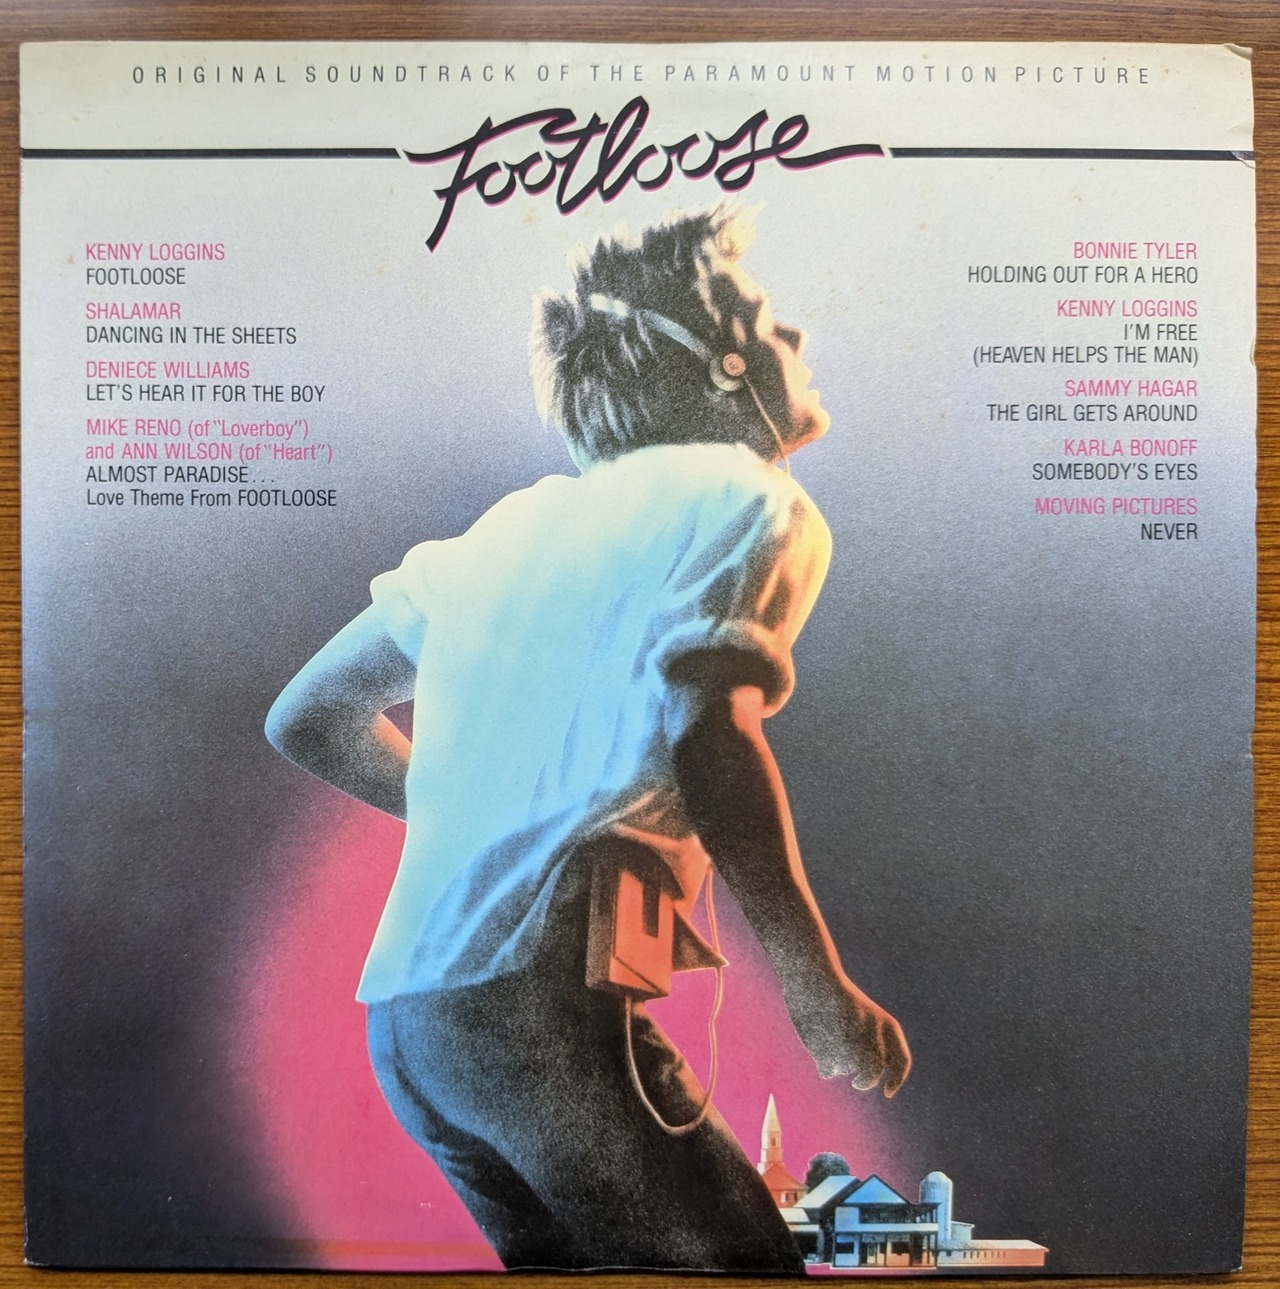 ORIGINAL SOUNDTRACK OF THE PARAMOUNT MOTION PICTURE
Footloose
KENNY LOGGINS
FOOTLOOSE
SHALAMAR
DANCING IN THE SHEETS
DENIECE WILLIAMS
LET'S HEAR IT FOR THE BOY
MIKE RENO (of "Loverboy")
and ANN WILSON (of "Heart")
ALMOST PARADISE...
Love Theme From FOOTLOOSE
BONNIE TYLER
HOLDING OUT FOR A HERO
KENNY LOGGINS
I'M FREE
(HEAVEN HELPS THE MAN)
SAMMY HAGAR
THE GIRL GETS AROUND
KARLA BONOFF
SOMEBODY'S EYES
MOVING PICTURES
NEVER